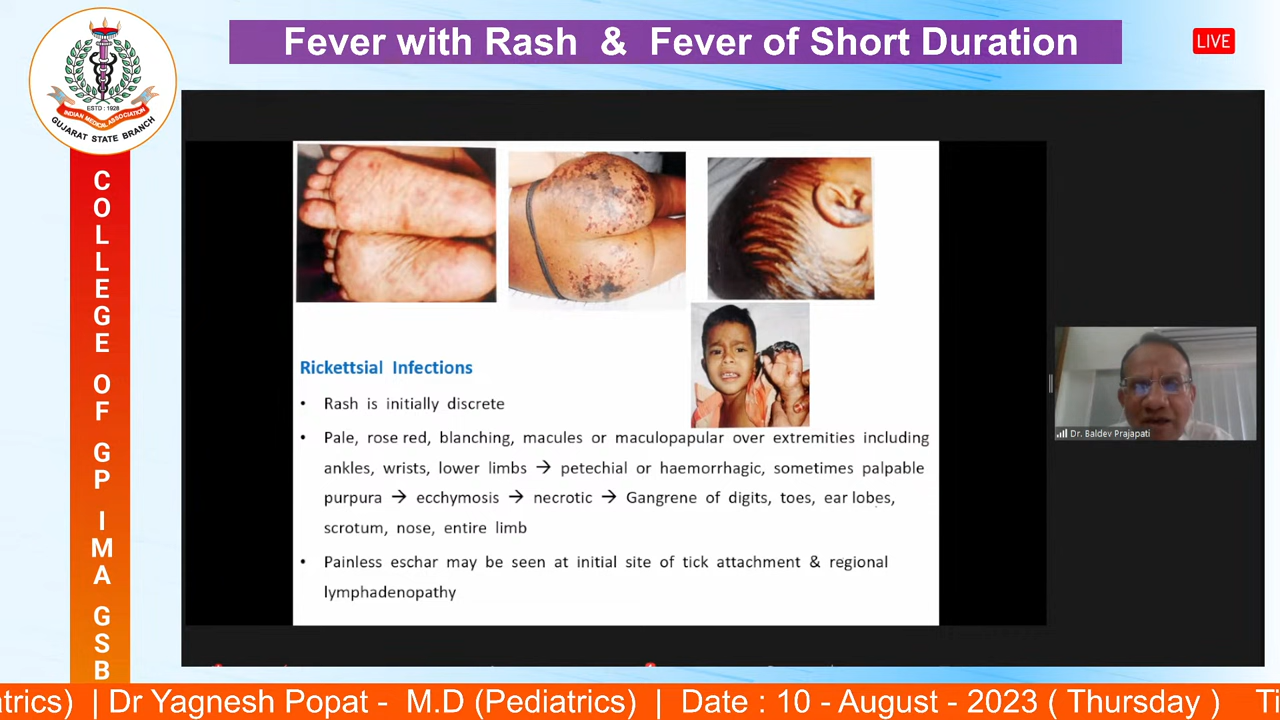 Fever with Rash & Fever of Short Duration
LIVE
ESTD : 1928
INDIAN MEDICAL ASSOCIATION
GUJARAT STATE BRANCH
COLLEGE OF GP IMA GSB
Rickettsial Infections
• Rash is initially discrete
• Pale, rose red, blanching, macules or maculopapular over extremities including
ankles, wrists, lower limbs → petechial or haemorrhagic, sometimes palpable
purpura → ecchymosis → necrotic → Gangrene of digits, toes, ear lobes,
scrotum, nose, entire limb
• Painless eschar may be seen at initial site of tick attachment & regional
lymphadenopathy
Dr. Baldev Prajapati
atrics) | Dr Yagnesh Popat - M.D (Pediatrics) | Date : 10 - August - 2023 ( Thursday ) Ti